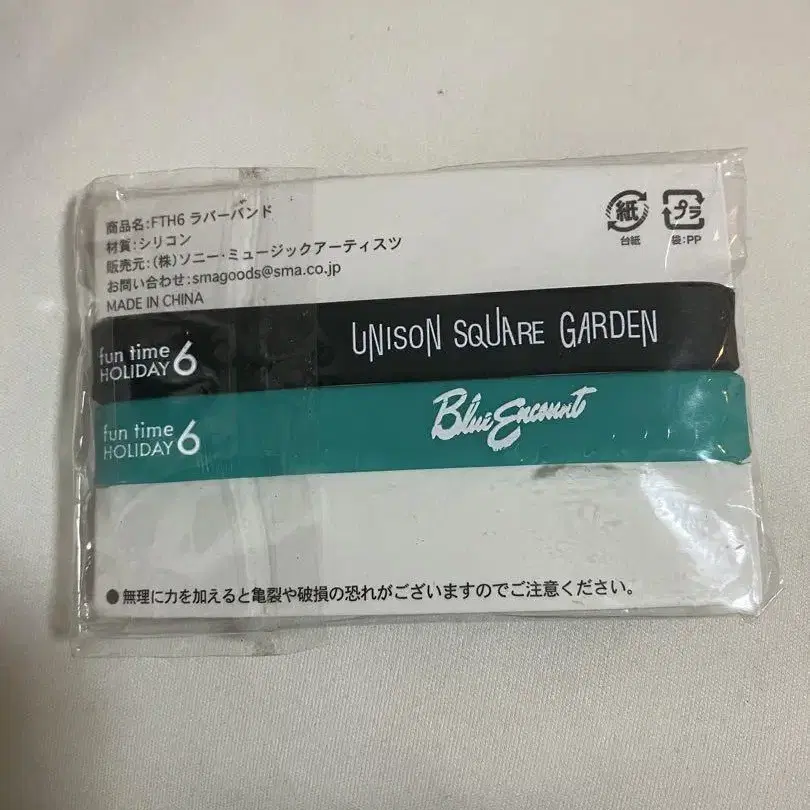 商品名:FTH6 ラバーバンド
材質:シリコン
販売元:(株)ソニー・ミュージックアーティスツ
お問い合わせ:smagoods@sma.co.jp
MADE IN CHINA
紙
台紙
プラ
袋:PP
fun time
HOLIDAY 6
UNISON SQUARE GARDEN
fun time
HOLIDAY 6
Blue Encount
●無理に力を加えると亀裂や破損の恐れがございますのでご注意ください。